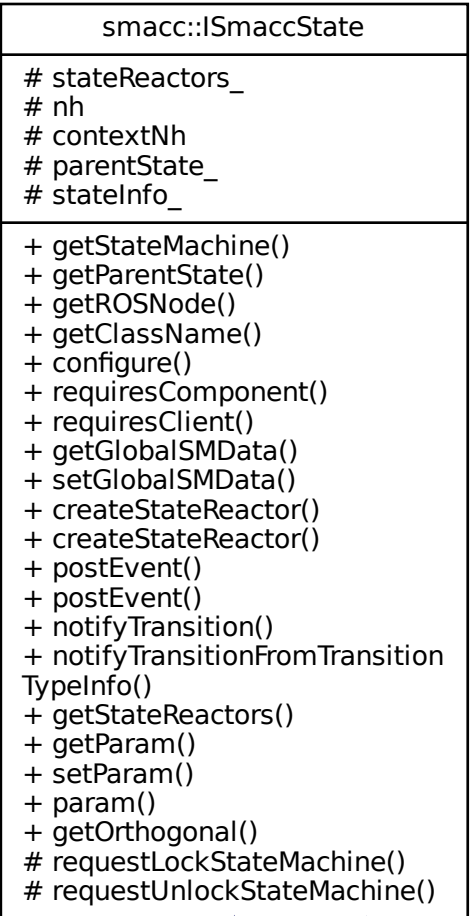 smacc::ISmaccState
# stateReactors_
# nh
# contextNh
# parentState_
# stateInfo_
+ getStateMachine()
+ getParentState()
+ getROSNode()
+ getClassName()
+ configure()
+ requiresComponent()
+ requiresClient()
+ getGlobalSMData()
+ setGlobalSMData()
+ createStateReactor()
+ createStateReactor()
+ postEvent()
+ postEvent()
+ notifyTransition()
+ notifyTransitionFromTransition
TypeInfo()
+ getStateReactors()
+ getParam()
+ setParam()
+ param()
+ getOrthogonal()
# requestLockStateMachine()
# requestUnlockStateMachine()